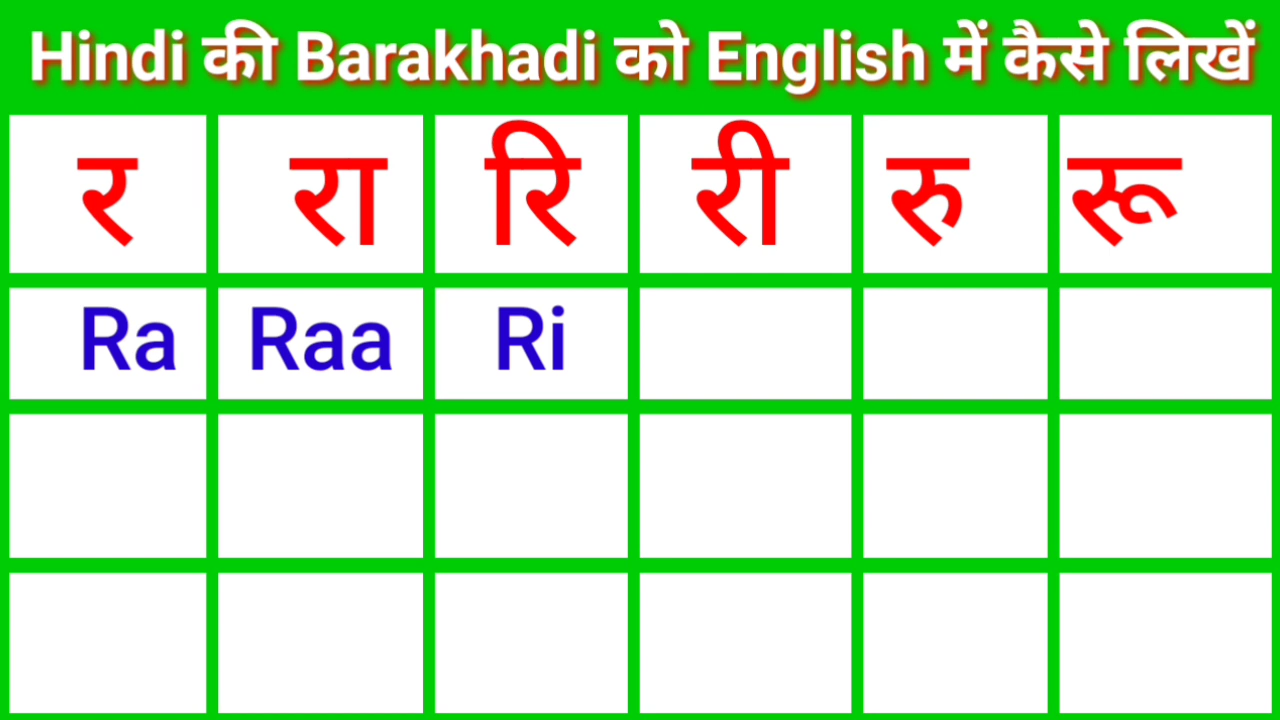 Hindi की Barakhadi को English में कैसे लिखें
र रा रि री रु रू
Ra Raa Ri